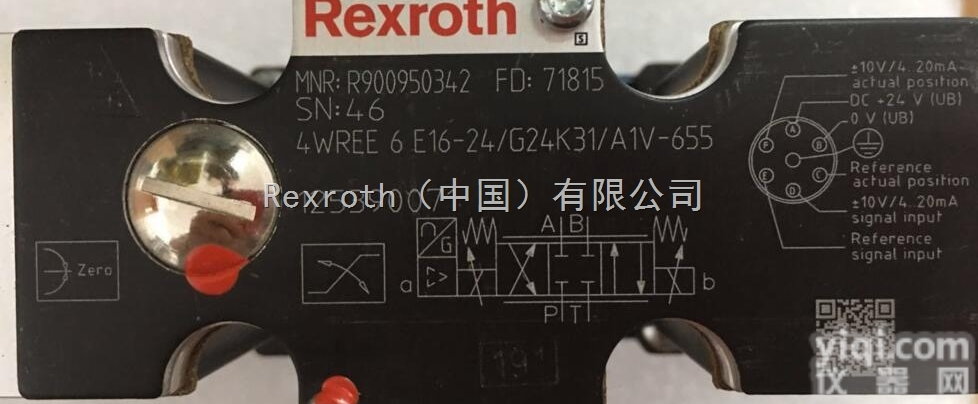 Rexroth
S
MNR: R900950342 FD: 71815
SN: 46
4WREE 6 E16-24/G24K31/A1V-655
Rexroth（中国）有限公司
Zero
G
A B
a
b
P T
191
±10V/4..20mA
actual position
DC +24 V (UB)
0 V (UB)
Reference
actual position
±10V/4..20mA
signal input
Reference
signal input
A
F
B
E
C
D
yiqi.com
仪器网